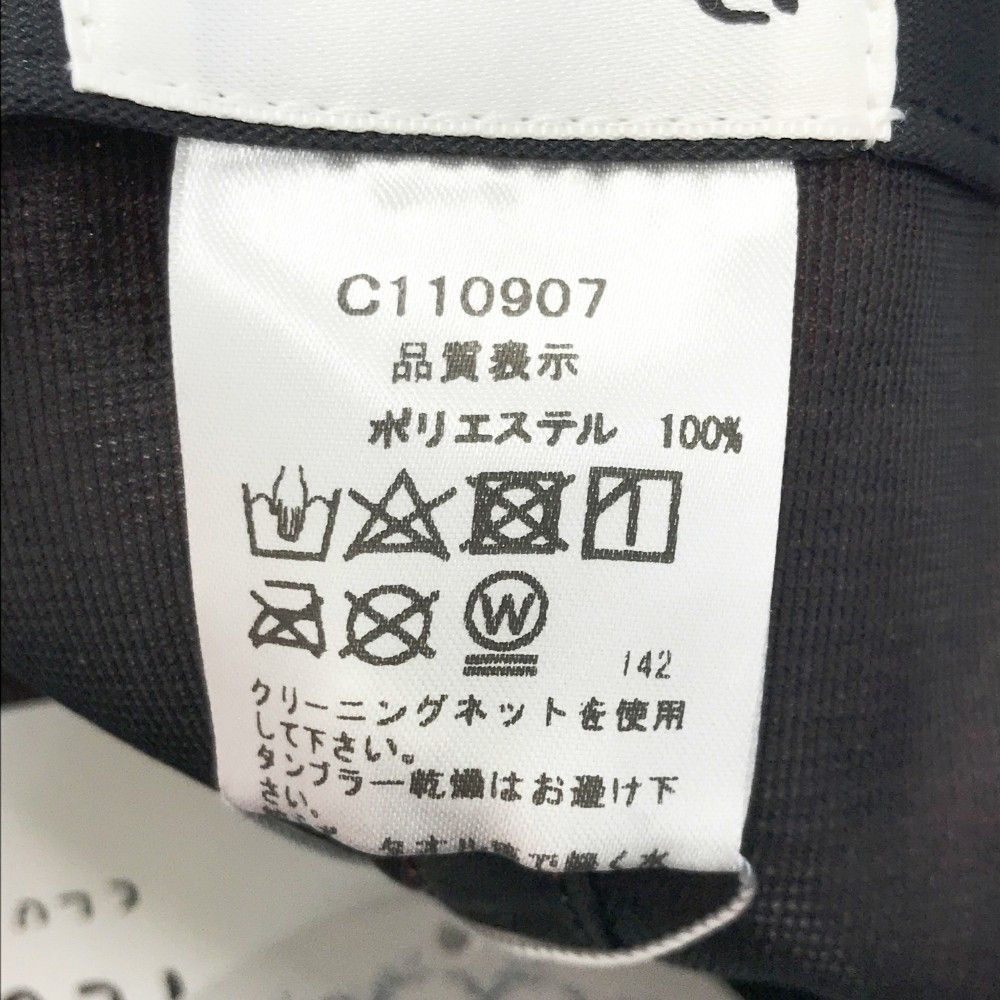 C110907
品質表示
ポリエステル 100%
W
142
クリーニングネットを使用
して下さい。
タンブラー乾燥はお避け下
さい。